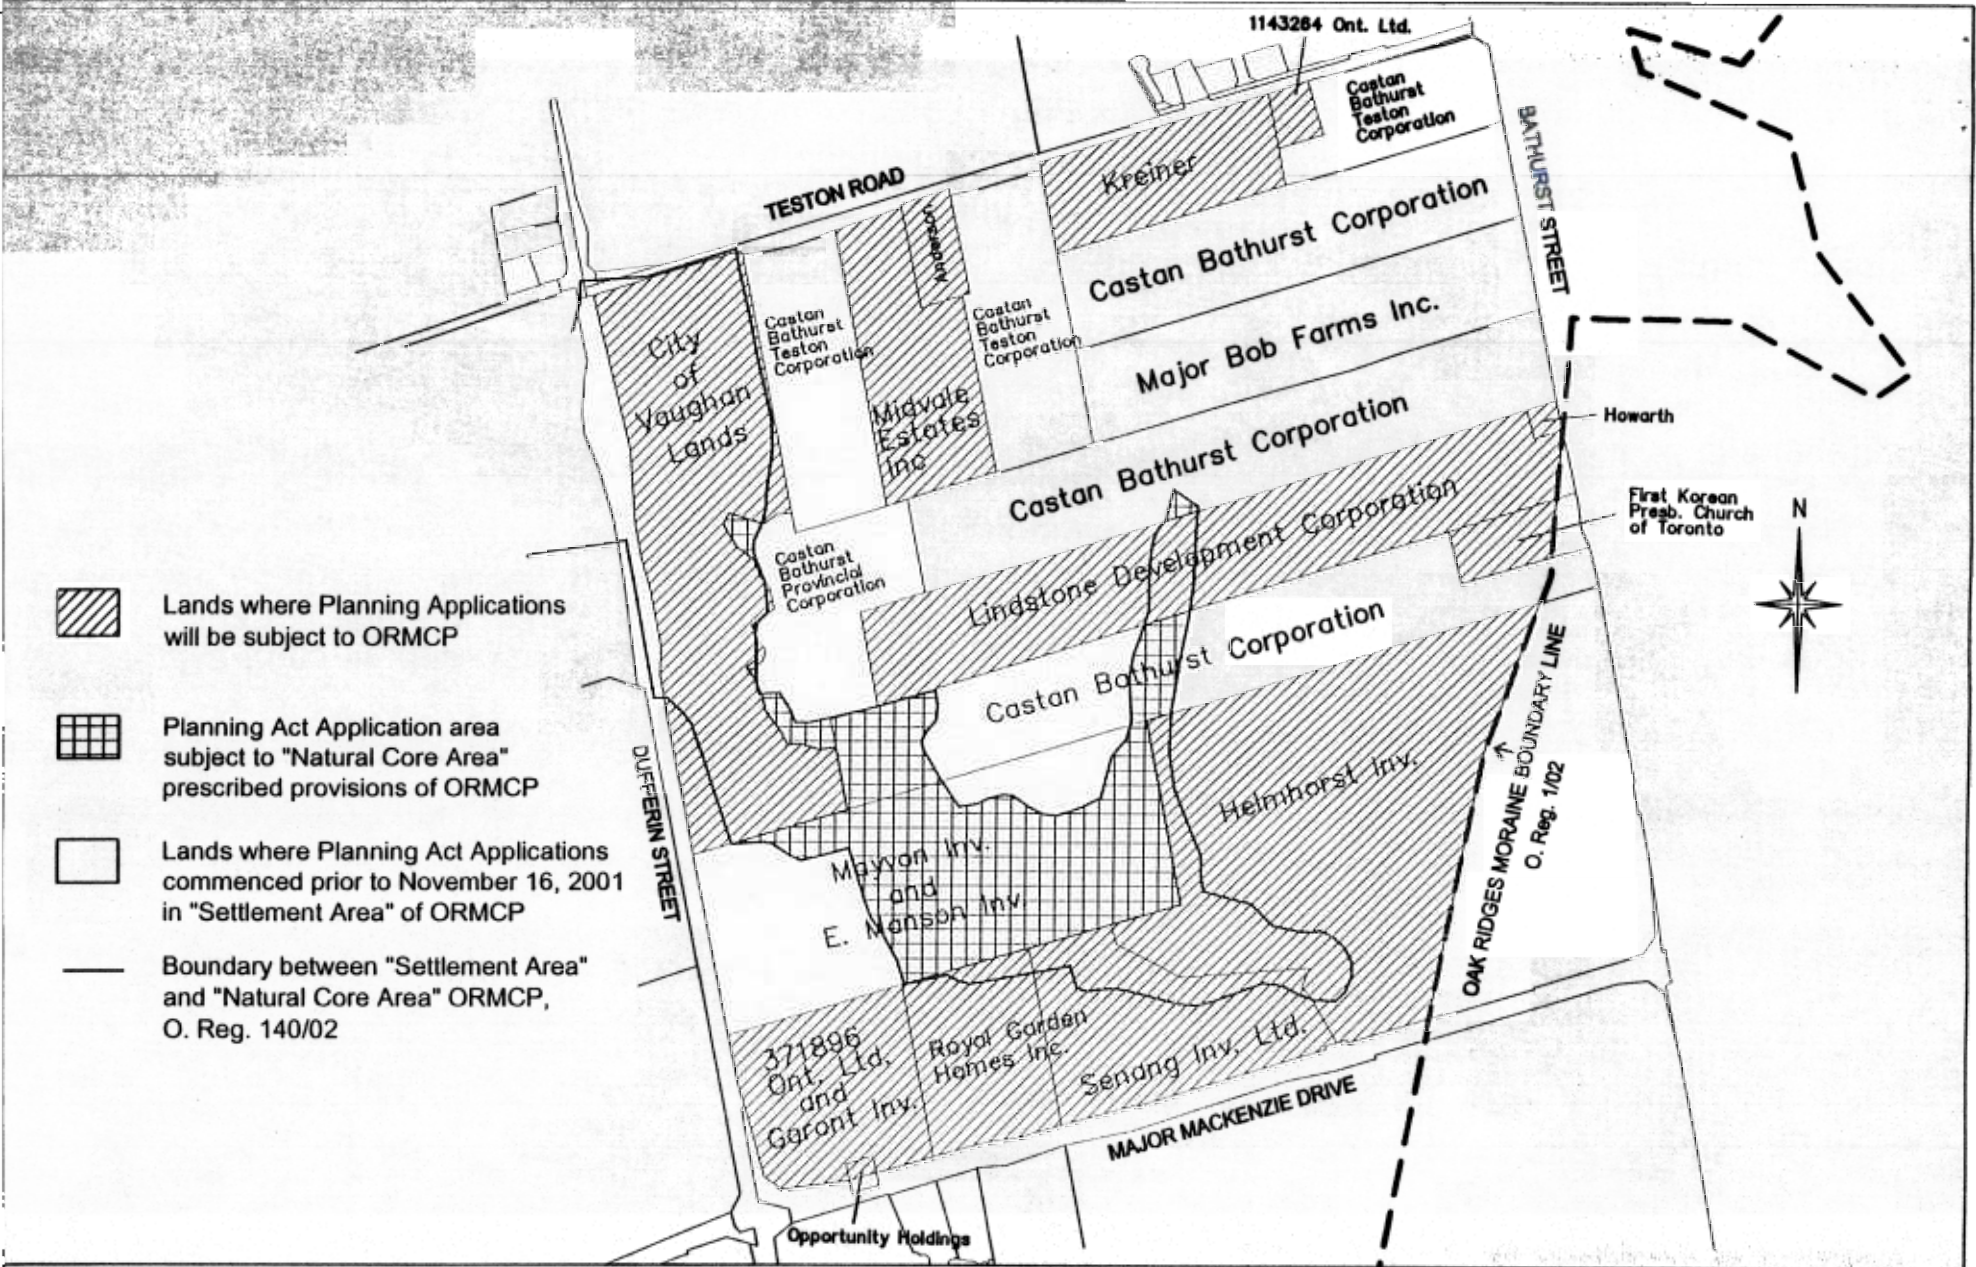 1143264 Ont. Ltd.
Castan
Bathurst
Teston
Corporation
BATHURST STREET
TESTON ROAD
Kreiner
Anderson
Castan Bathurst Corporation
City
of
Vaughan
Lands
Castan
Bathurst
Teston
Corporation
Midvale
Estates
Inc
Castan
Bathurst
Teston
Corporation
Major Bob Farms Inc.
Castan Bathurst Corporation
Howarth
First Korean
Presb. Church
of Toronto
N
Castan
Bathurst
Provincial
Corporation
Lindstone Development Corporation
Castan Bathurst Corporation
Helmhorst Inv.
OAK RIDGES MORAINE BOUNDARY LINE
O. Reg. 1/02
DUFFERIN STREET
Mayvon Inv.
and
E. Manson Inv.
371896
Ont. Ltd.
and
Garont Inv.
Royal Garden
Homes Inc.
Senang Inv. Ltd.
MAJOR MACKENZIE DRIVE
Opportunity Holdings
Lands where Planning Applications
will be subject to ORMCP
Planning Act Application area
subject to "Natural Core Area"
prescribed provisions of ORMCP
Lands where Planning Act Applications
commenced prior to November 16, 2001
in "Settlement Area" of ORMCP
Boundary between "Settlement Area"
and "Natural Core Area" ORMCP,
O. Reg. 140/02